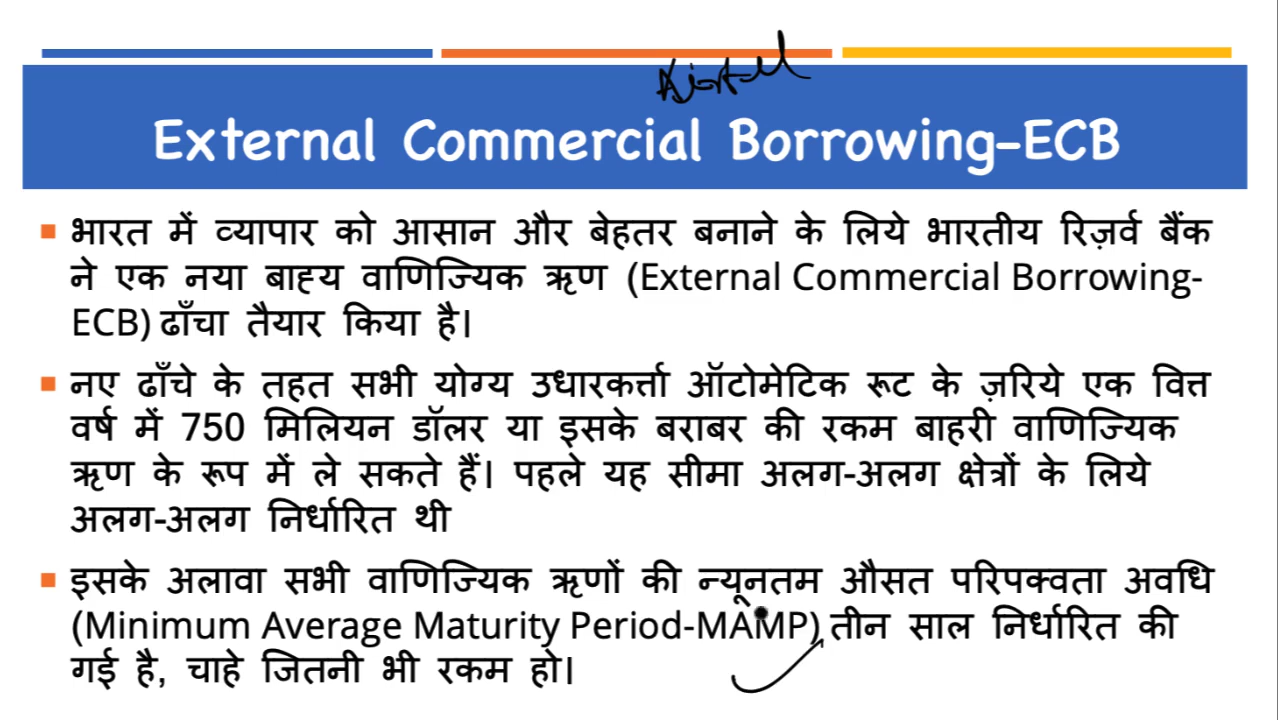 Airtel
External Commercial Borrowing-ECB
भारत में व्यापार को आसान और बेहतर बनाने के लिये भारतीय रिज़र्व बैंक
ने एक नया बाह्य वाणिज्यिक ऋण (External Commercial Borrowing-
ECB) ढाँचा तैयार किया है।
नए ढाँचे के तहत सभी योग्य उधारकर्त्ता ऑटोमेटिक रूट के ज़रिये एक वित्त
वर्ष में 750 मिलियन डॉलर या इसके बराबर की रकम बाहरी वाणिज्यिक
ऋण के रूप में ले सकते हैं। पहले यह सीमा अलग-अलग क्षेत्रों के लिये
अलग-अलग निर्धारित थी
इसके अलावा सभी वाणिज्यिक ऋणों की न्यूनतम औसत परिपक्वता अवधि
(Minimum Average Maturity Period-MAMP) तीन साल निर्धारित की
गई है, चाहे जितनी भी रकम हो।